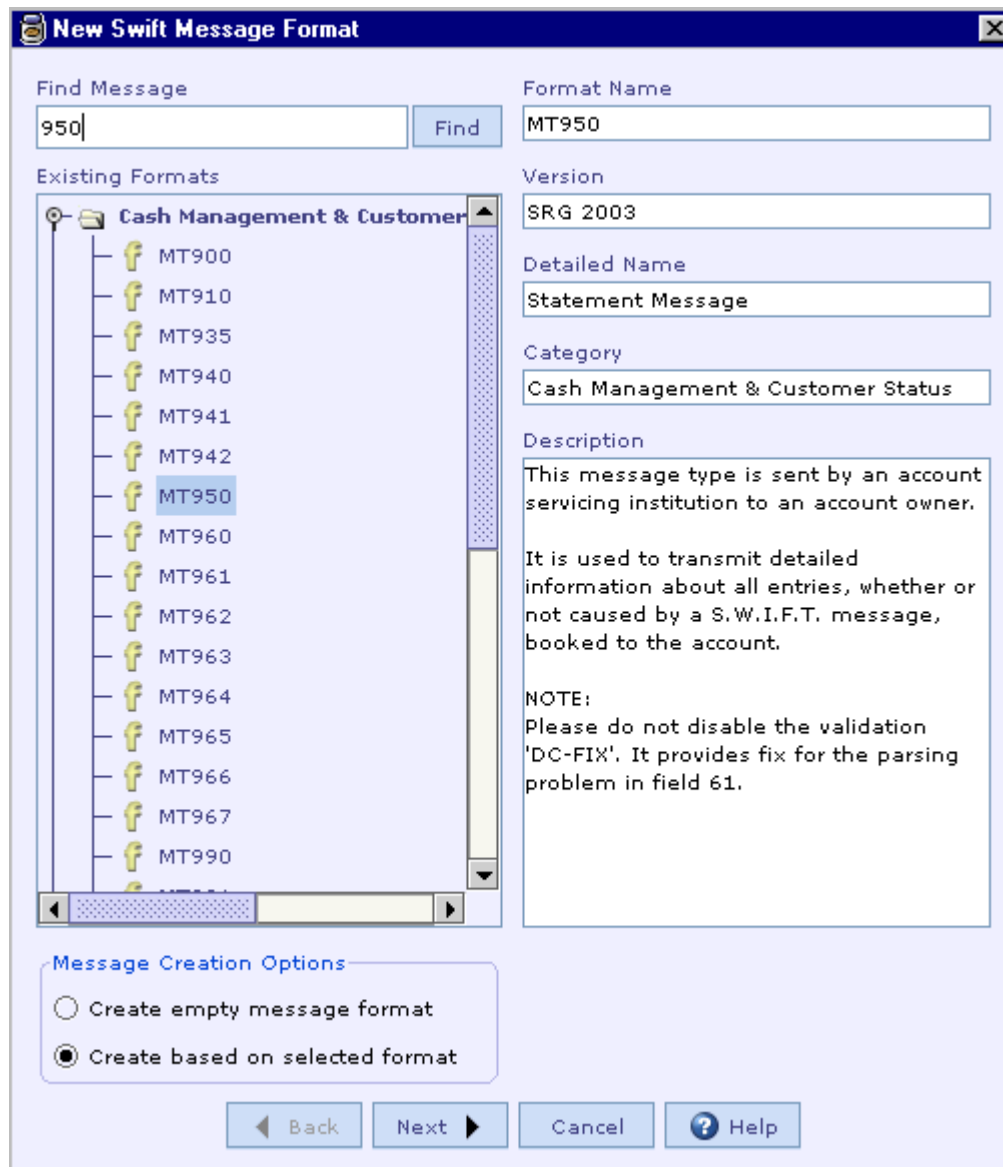 New Swift Message Format
Find Message
950
Find
Existing Formats
Cash Management & Customer
MT900
MT910
MT935
MT940
MT941
MT942
MT950
MT960
MT961
MT962
MT963
MT964
MT965
MT966
MT967
MT990
Message Creation Options
Create empty message format
Create based on selected format
Format Name
MT950
Version
SRG 2003
Detailed Name
Statement Message
Category
Cash Management & Customer Status
Description
This message type is sent by an account
servicing institution to an account owner.
It is used to transmit detailed
information about all entries, whether or
not caused by a S.W.I.F.T. message,
booked to the account.
NOTE:
Please do not disable the validation
'DC-FIX'. It provides fix for the parsing
problem in field 61.
Back
Next
Cancel
Help